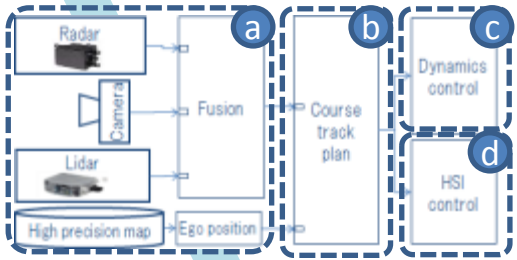 a
b
c
d
Radar
Camera
Lidar
High precision map
Fusion
Ego position
Course
track
plan
Dynamics
control
HSI
control